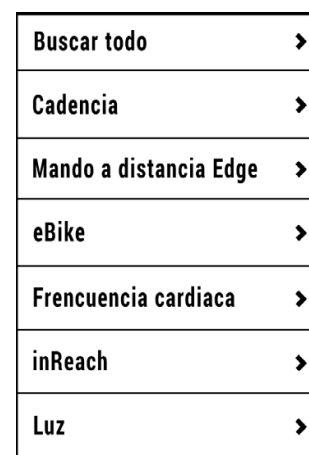 Buscar todo
Cadencia
Mando a distancia Edge
eBike
Frencuencia cardiaca
inReach
Luz